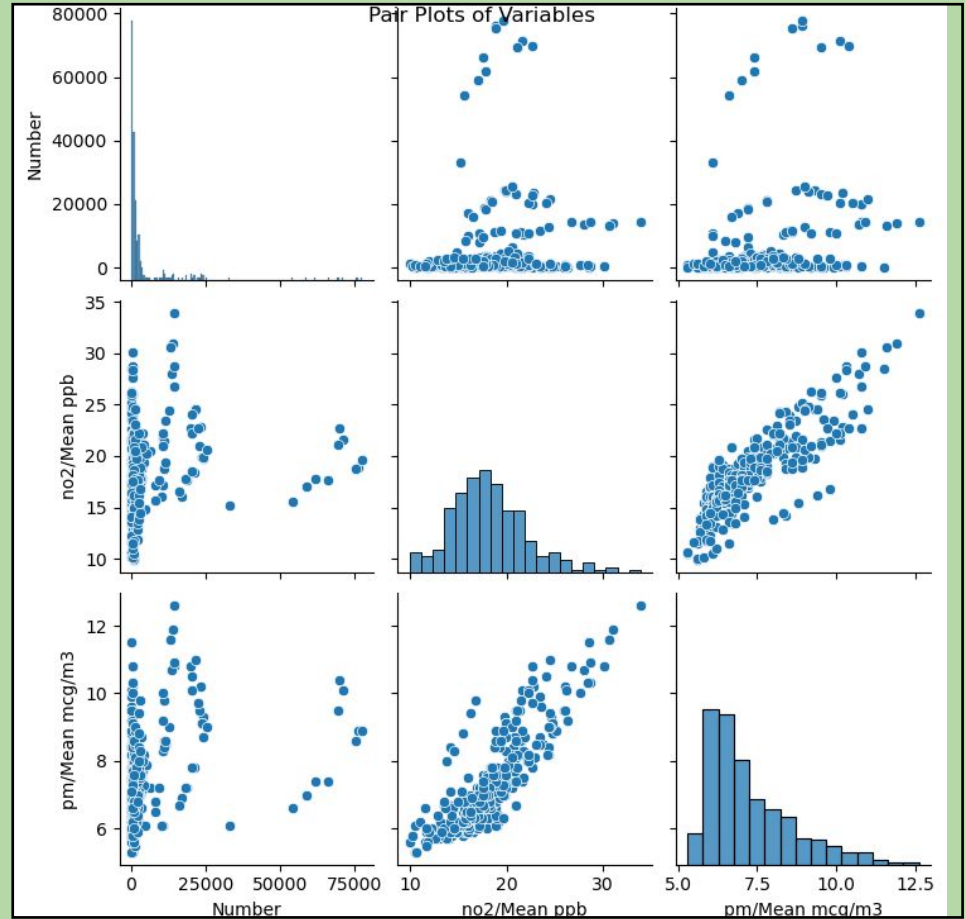 Pair Plots of Variables
80000
60000
40000
20000
0
Number
35
30
25
20
15
10
no2/Mean ppb
12
10
8
6
pm/Mean mcg/m3
0 25000 50000 75000
Number
10 20 30
no2/Mean ppb
5.0 7.5 10.0 12.5
pm/Mean mcg/m3